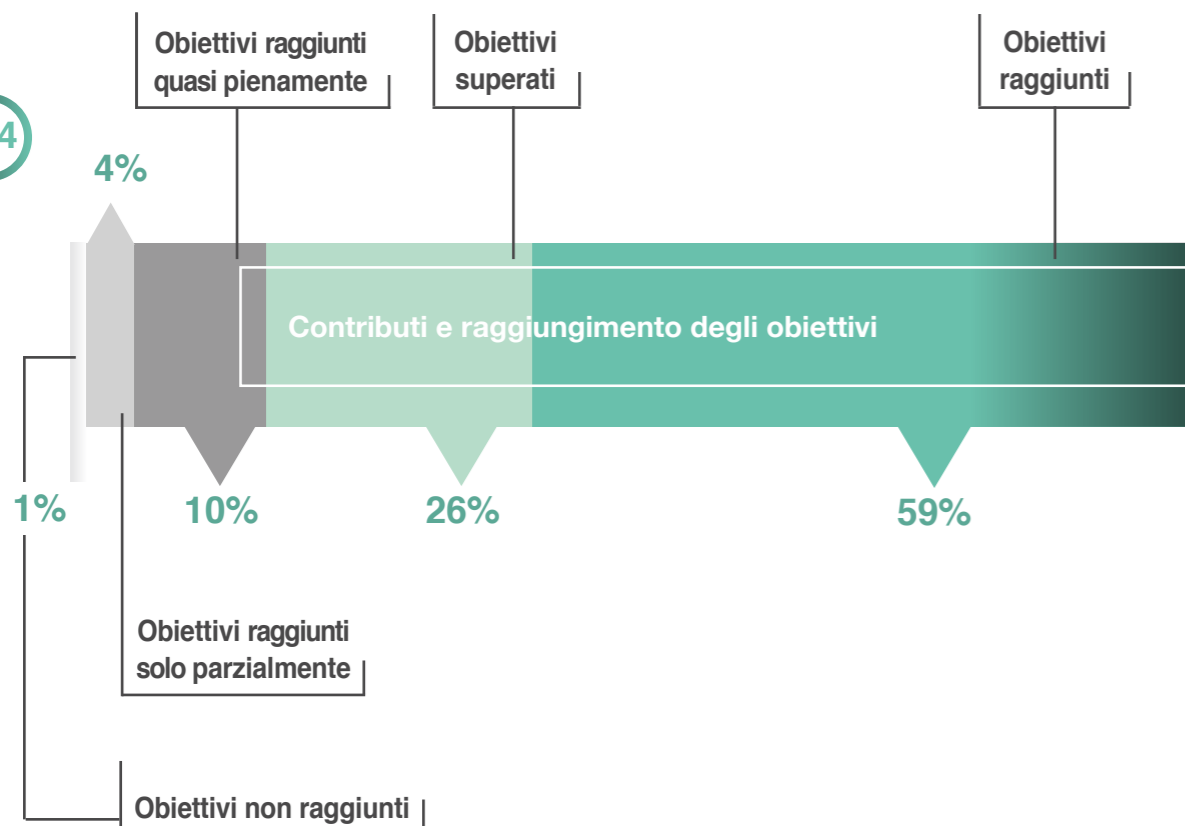 Obiettivi raggiunti
quasi pienamente
Obiettivi
superati
Obiettivi
raggiunti
4
4%
Contributi e raggiungimento degli obiettivi
1%
10%
26%
59%
Obiettivi raggiunti
solo parzialmente
Obiettivi non raggiunti